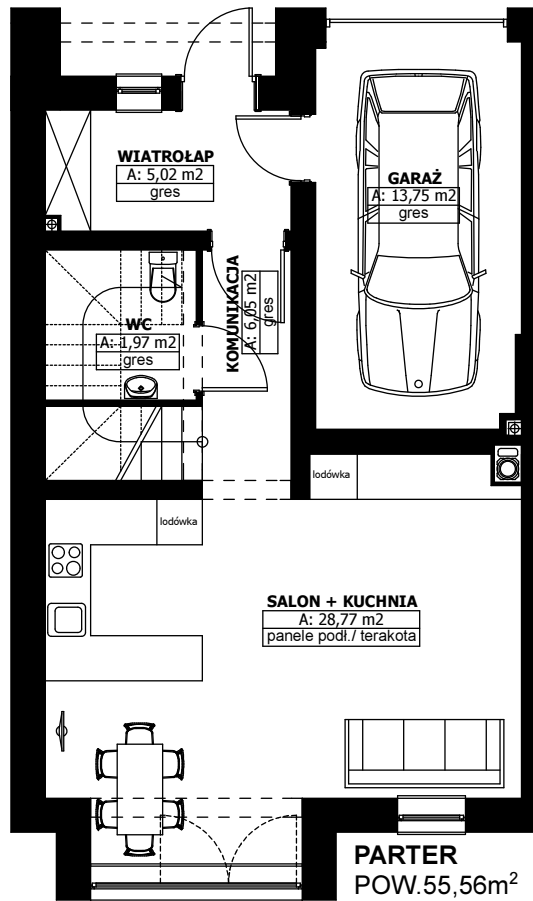 WIATROŁAP
A: 5,02 m2
gres
GARAŻ
A: 13,75 m2
gres
KOMUNIKACJA
A: 6,05 m2
gres
WC
A: 1,97 m2
gres
lodówka
lodówka
SALON + KUCHNIA
A: 28,77 m2
panele podł./ terakota
PARTER
POW.55,56m²